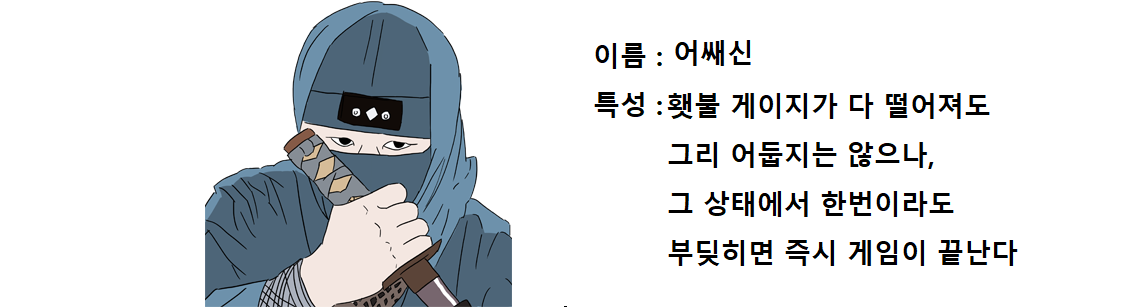 이름 : 어쌔신
특성 :횃불 게이지가 다 떨어져도
그리 어둡지는 않으나,
그 상태에서 한번이라도
부딪히면 즉시 게임이 끝난다